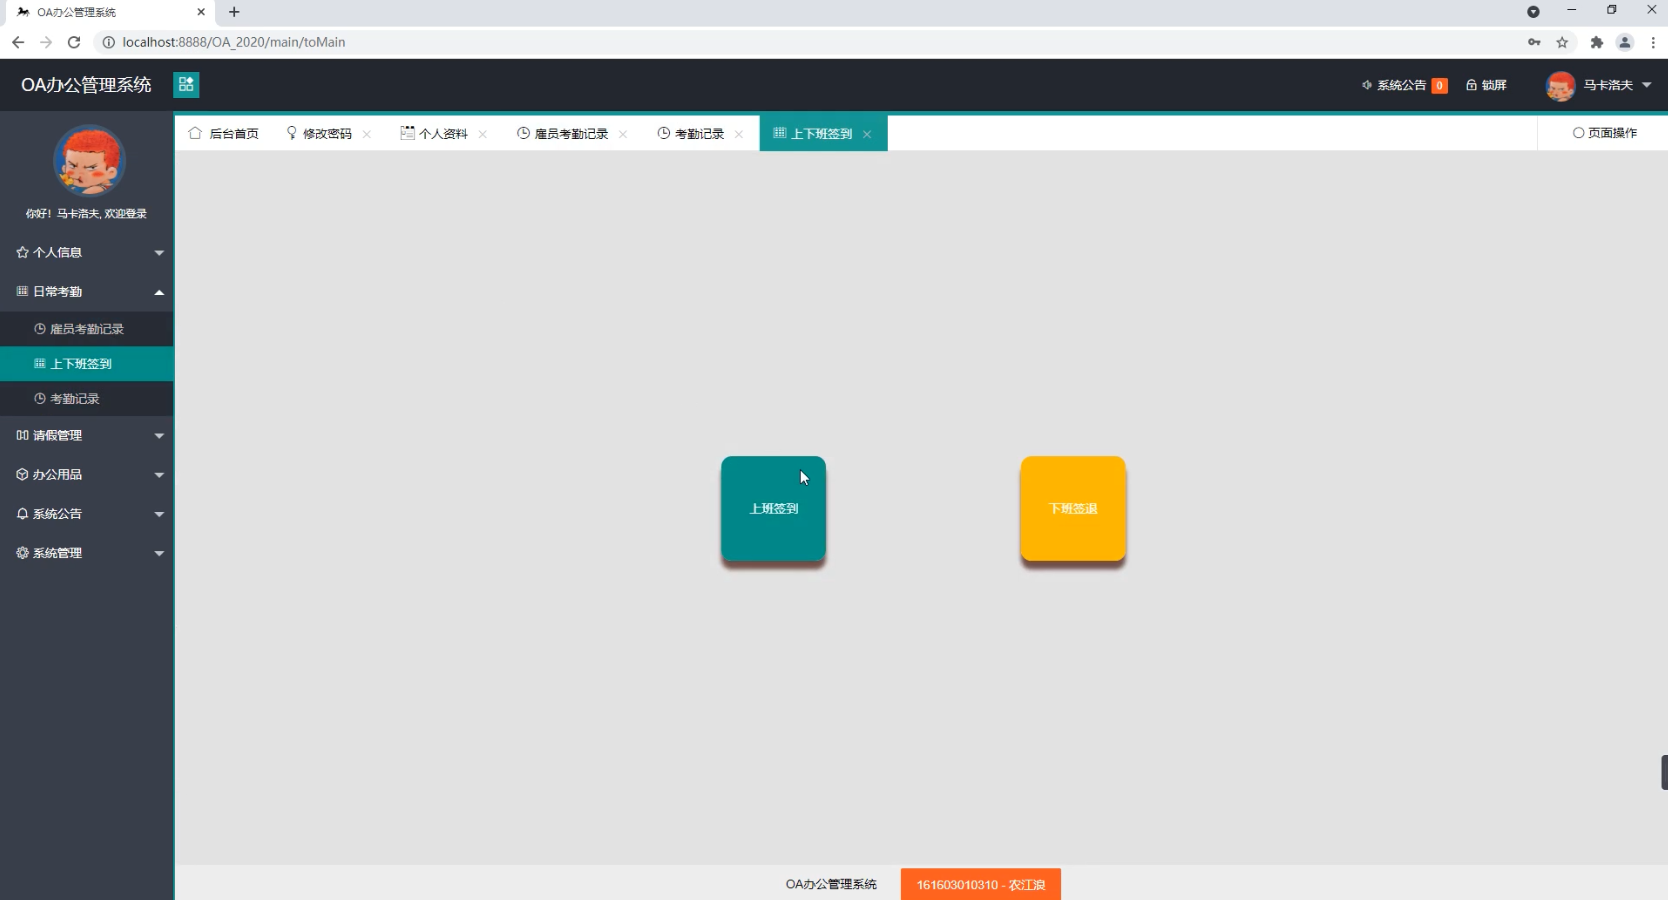 OA办公管理系统
localhost:8888/OA_2020/main/toMain
OA办公管理系统
系统公告 0
锁屏
马卡洛夫
你好！马卡洛夫, 欢迎登录
后台首页
修改密码
个人资料
雇员考勤记录
考勤记录
上下班签到
页面操作
个人信息
日常考勤
雇员考勤记录
上下班签到
考勤记录
请假管理
办公用品
系统公告
系统管理
上班签到
下班签退
OA办公管理系统
161603010310 - 农江浪